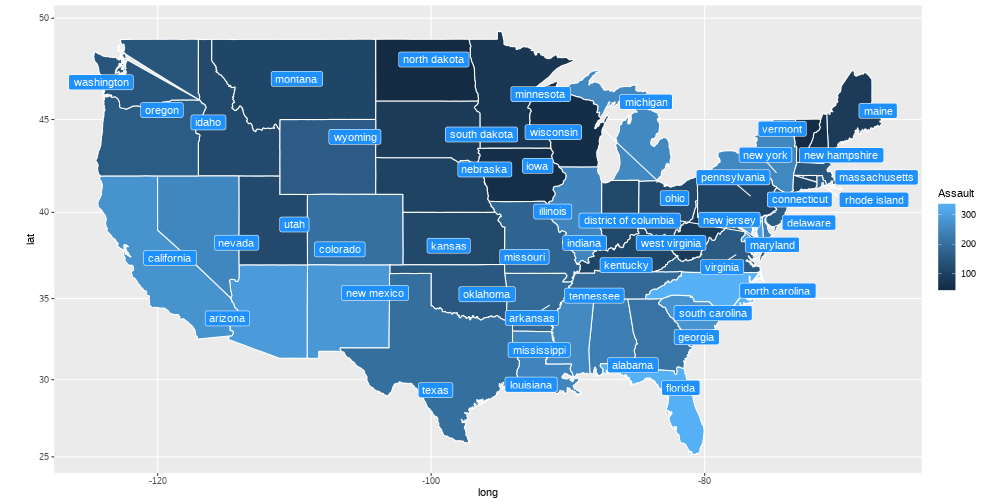 50
north dakota
montana
washington
minnesota
michigan
oregon
maine
45
idaho
vermont
wyoming
south dakota
wisconsin
new york
new hampshire
nebraska
iowa
pennsylvania
massachusetts
Assault
ohio
connecticut
rhode island
40
illinois
300
utah
district of columbia
new jersey
delaware
lat
nevada
colorado
kansas
indiana
west virginia
maryland
200
california
missouri
kentucky
virginia
100
new mexico
oklahoma
tennessee
north carolina
35
arizona
arkansas
south carolina
georgia
mississippi
alabama
30
texas
louisiana
florida
25
-120
-100
-80
long